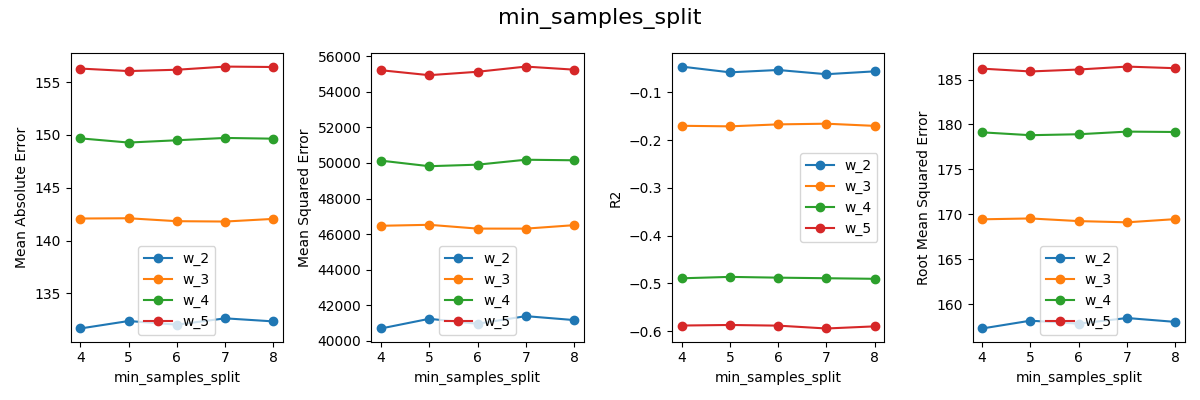 min_samples_split
Mean Absolute Error
155
150
145
140
135
4 5 6 7 8
min_samples_split
w_2
w_3
w_4
w_5
Mean Squared Error
56000
54000
52000
50000
48000
46000
44000
42000
40000
4 5 6 7 8
min_samples_split
w_2
w_3
w_4
w_5
R2
−0.1
−0.2
−0.3
−0.4
−0.5
−0.6
4 5 6 7 8
min_samples_split
w_2
w_3
w_4
w_5
Root Mean Squared Error
185
180
175
170
165
160
4 5 6 7 8
min_samples_split
w_2
w_3
w_4
w_5